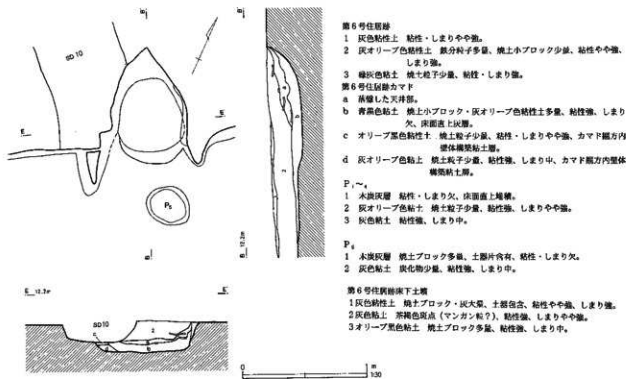 第6号住居跡
1 灰色粘性土 粘性・しまりやや強。
2 灰オリーブ色粘性土 鉄分粒子多量、焼土小ブロック少量、粘性やや強、
しまり強。
3 緑灰色粘土 焼土粒子少量、粘性・しまり強。
第6号住居跡カマド
a 崩壊した天井部。
b 青黒色粘土 焼土小ブロック・灰オリーブ色粘性土多量、粘性強、しまり
欠、床面直上灰層。
c オリーブ黒色粘性土 焼土粒子少量、粘性・しまりやや強、カマド掘方内
壁体構築粘土層。
d 灰オリーブ色粘土 焼土粒子少量、粘性強、しまり中、カマド掘方内壁体
構築粘土層。
P₁～₄
1 木炭灰層 粘性・しまり欠、床面直上堆積。
2 灰オリーブ色粘土 焼土粒子少量、粘性強、しまりやや強。
3 灰色粘土 粘性強、しまり中。
P₅
1 木炭灰層 焼土ブロック多量、土器片含有、粘性・しまり欠。
2 灰色粘土 炭化物少量、粘性強、しまり中。
第6号住居跡床下土壙
1 灰色粘性土 焼土ブロック・灰大量、土器包含、粘性やや強、しまり強。
2 灰色粘土 茶褐色斑点（マンガン粒？）、粘性強、しまりやや強。
3 オリーブ黒色粘土 焼土ブロック多量、粘性強、しまり中。
SD10
B'
B'
E
E'
P₅
B
B 12.2m
2
b
E 12.2m
E'
SD10
c
2
b
0 m
1:30